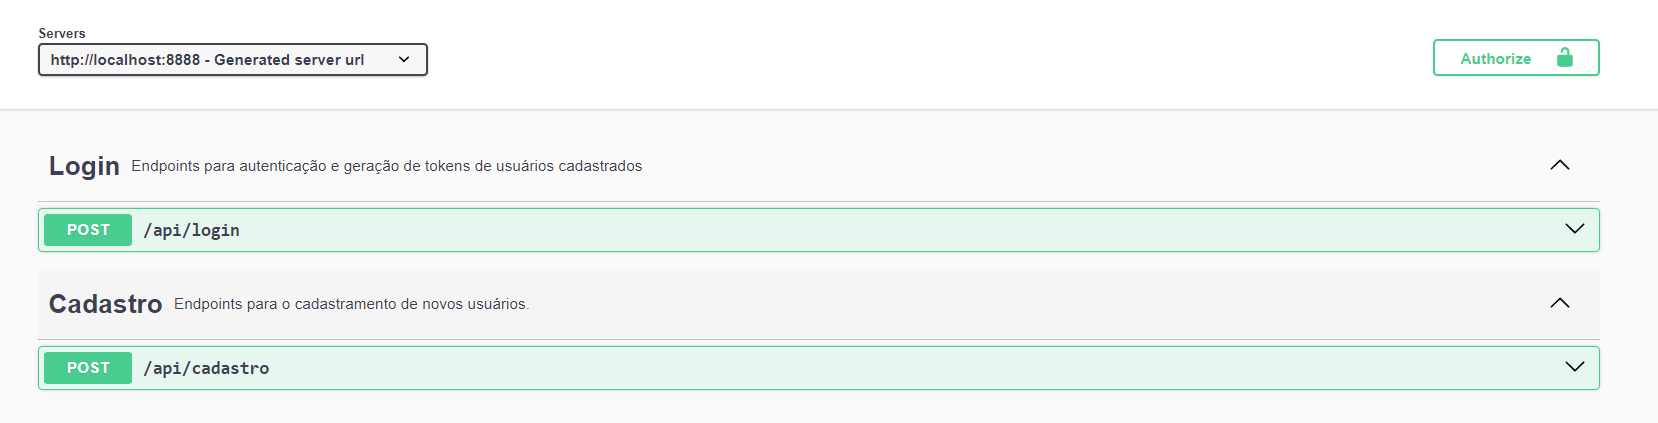 Servers
http://localhost:8888 - Generated server url
Authorize
Login Endpoints para autenticação e geração de tokens de usuários cadastrados
POST /api/login
Cadastro Endpoints para o cadastramento de novos usuários.
POST /api/cadastro